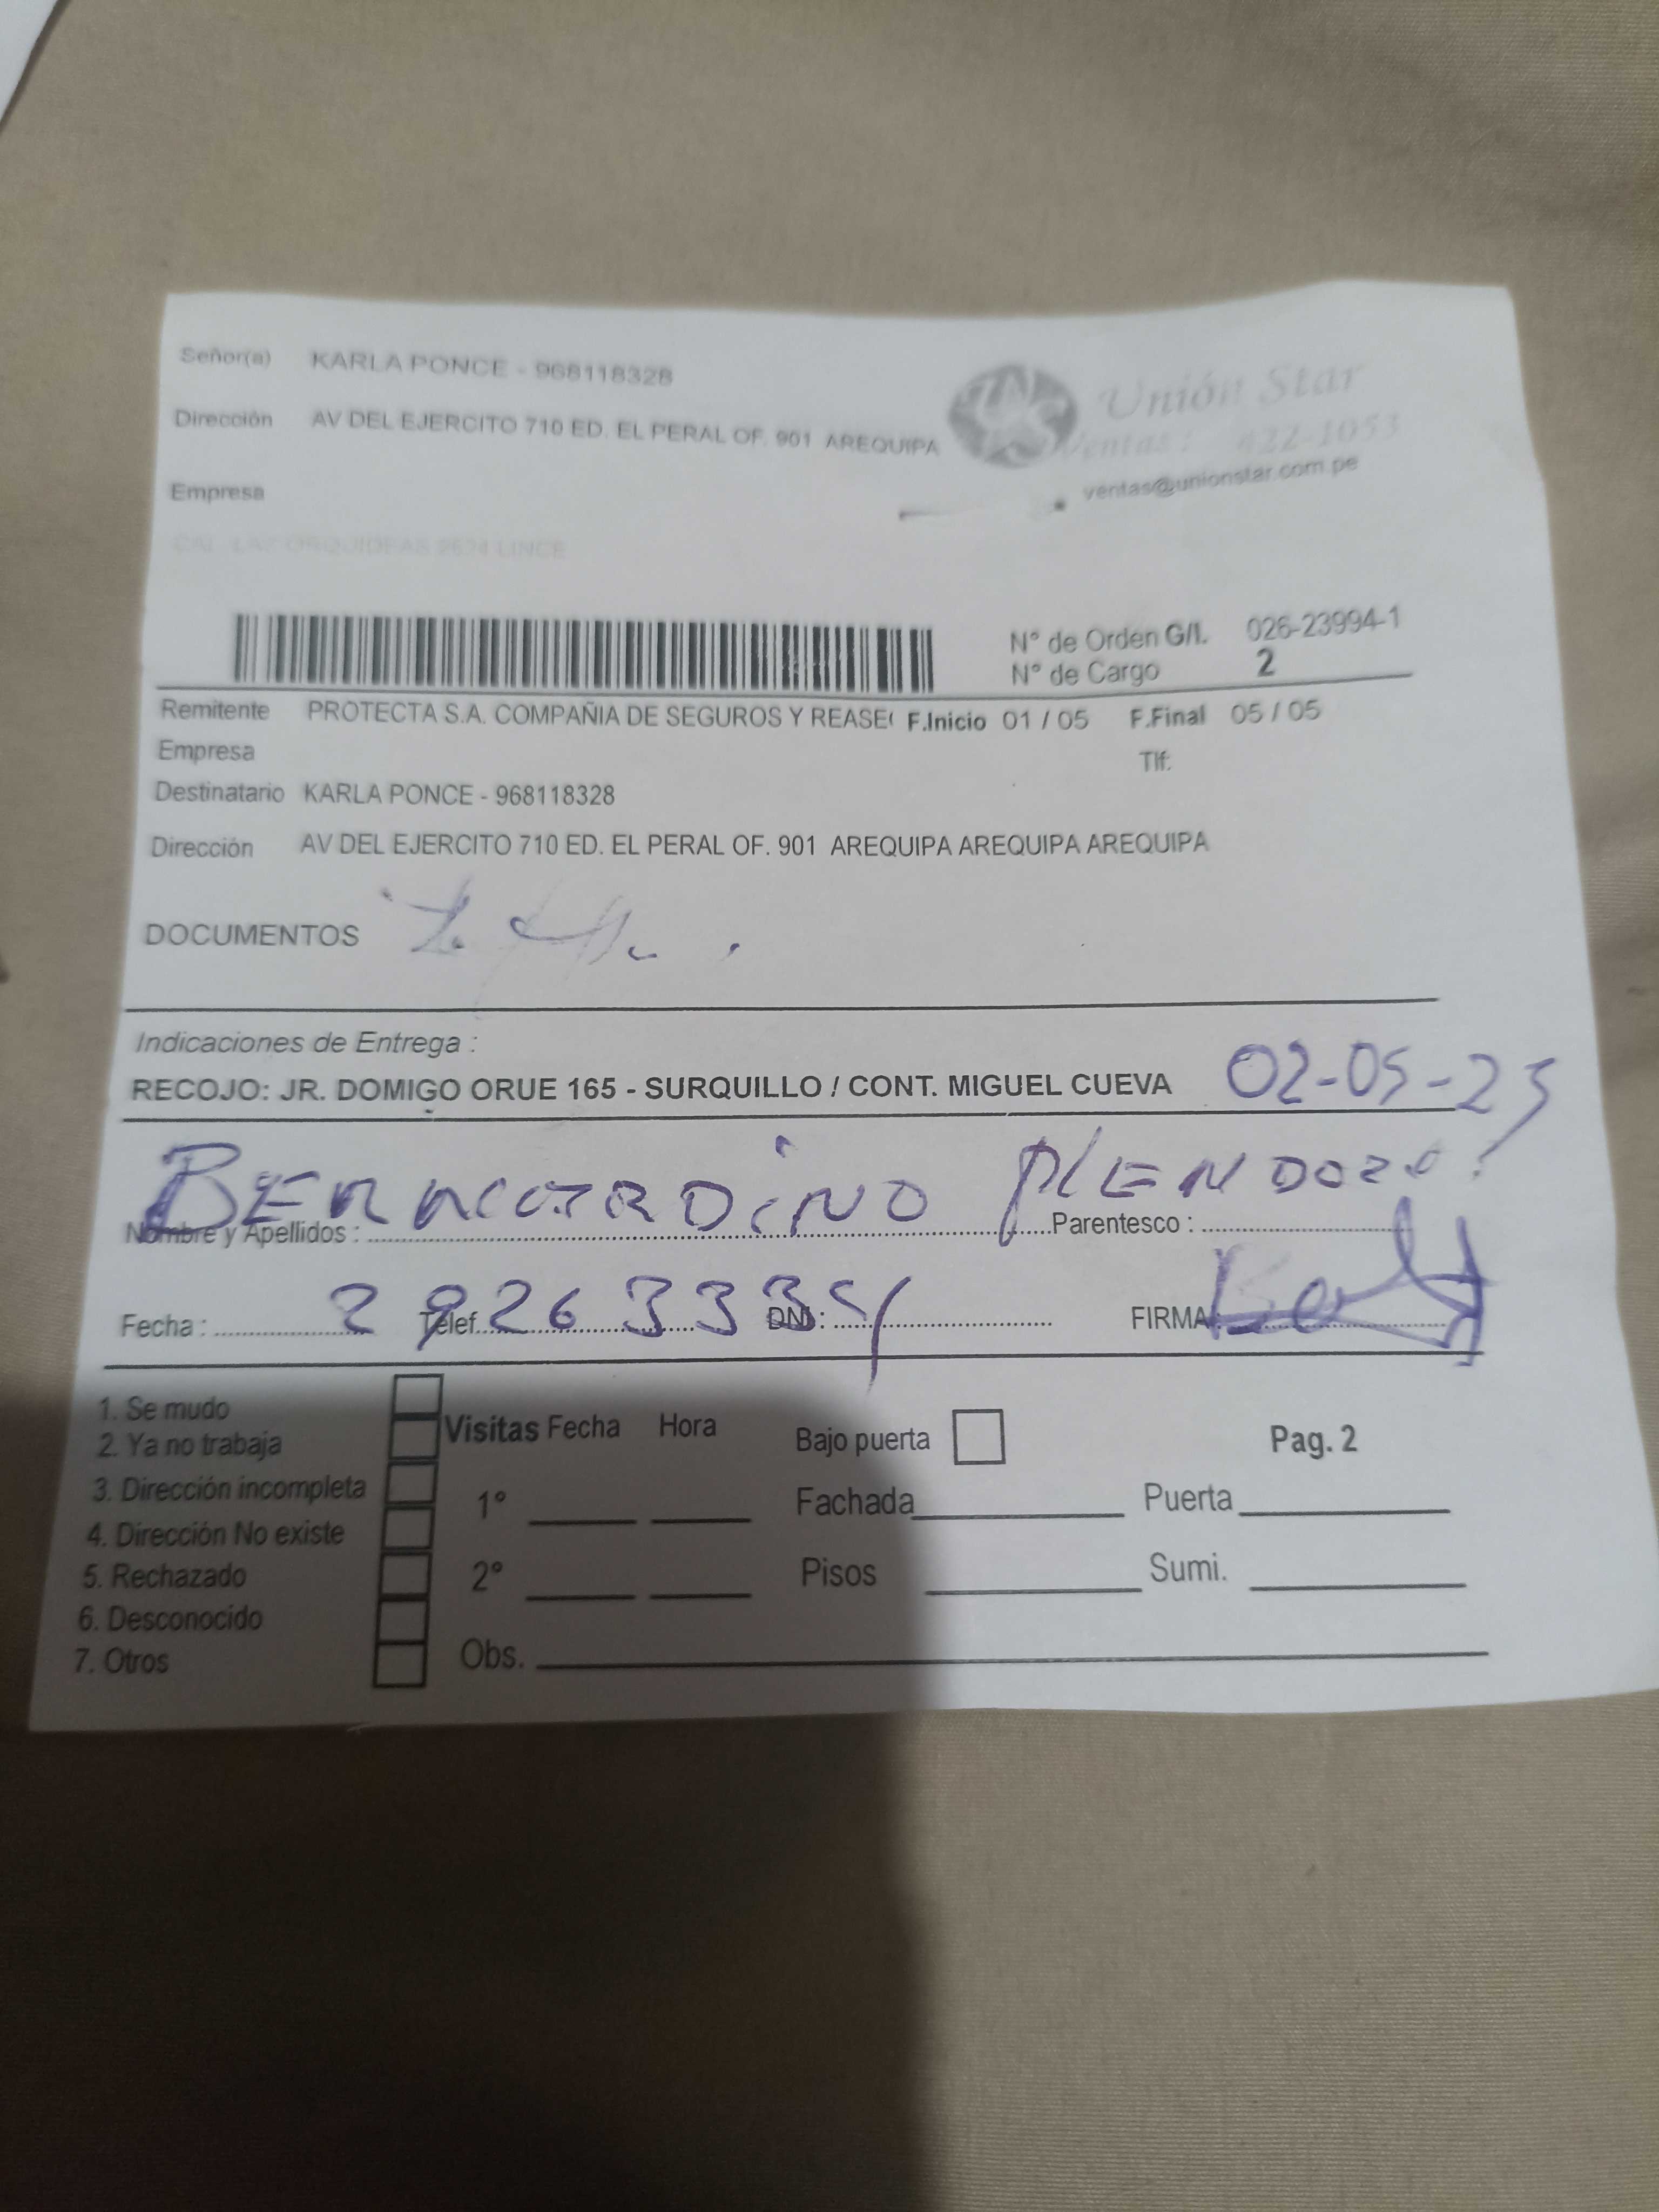 Señor(a) KARLA PONCE - 968118328
Unión Star
Dirección AV DEL EJERCITO 710 ED. EL PERAL OF. 901 AREQUIPA
Ventas : 422-1053
ventas@unionstar.com.pe
Empresa
LINCE
N° de Orden G/I. 026-23994-1
N° de Cargo 2
Remitente PROTECTA S.A. COMPAÑIA DE SEGUROS Y REASE( F.Inicio 01 / 05 F.Final 05 / 05
Empresa Tlf:
Destinatario KARLA PONCE - 968118328
Dirección AV DEL EJERCITO 710 ED. EL PERAL OF. 901 AREQUIPA AREQUIPA AREQUIPA
DOCUMENTOS
Indicaciones de Entrega :
RECOJO: JR. DOMIGO ORUE 165 - SURQUILLO / CONT. MIGUEL CUEVA 02-05-23
Nombre y Apellidos : Parentesco :
Fecha : Telef. DNI : FIRMA
1. Se mudo
2. Ya no trabaja
3. Dirección incompleta
4. Dirección No existe
5. Rechazado
6. Desconocido
7. Otros
Visitas Fecha Hora
1°
2°
Obs.
Bajo puerta
Fachada
Pisos
Pag. 2
Puerta
Sumi.